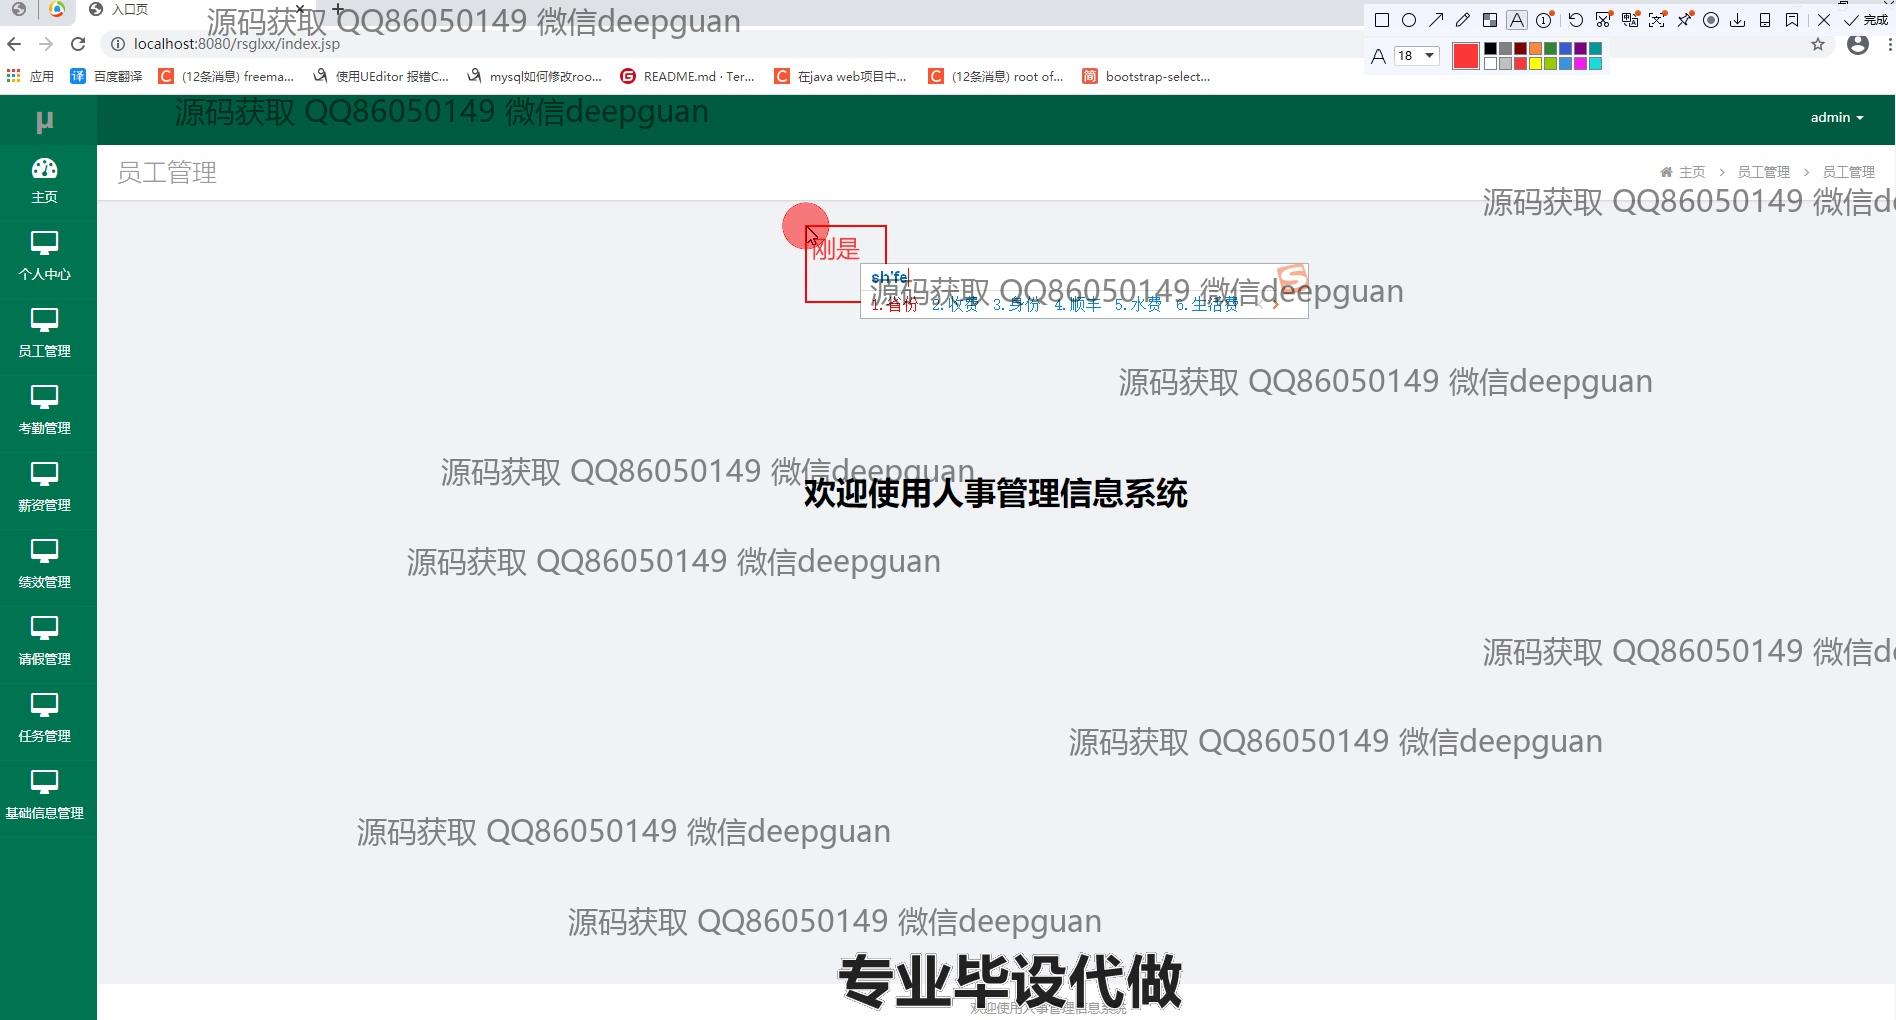 入口页
源码获取 QQ86050149 微信deepguan
完成
localhost:8080/rsglxx/index.jsp
A 18
应用 译 百度翻译 (12条消息) freema... 使用UEditor 报错C... mysql如何修改roo... README.md · Ter... 在java web项目中... (12条消息) root of... 简 bootstrap-select...
源码获取 QQ86050149 微信deepguan
μ
admin
主页
员工管理
主页 > 员工管理 > 员工管理
源码获取 QQ86050149 微信de
刚是
个人中心
sh'fe
源码获取 QQ86050149 微信deepguan
1.省份 2.收费 3.身份 4.顺丰 5.水费 6.生活费
员工管理
源码获取 QQ86050149 微信deepguan
考勤管理
源码获取 QQ86050149 微信deepguan
欢迎使用人事管理信息系统
薪资管理
源码获取 QQ86050149 微信deepguan
绩效管理
源码获取 QQ86050149 微信de
请假管理
源码获取 QQ86050149 微信deepguan
任务管理
基础信息管理
源码获取 QQ86050149 微信deepguan
源码获取 QQ86050149 微信deepguan
专业毕设代做
欢迎使用人事管理信息系统